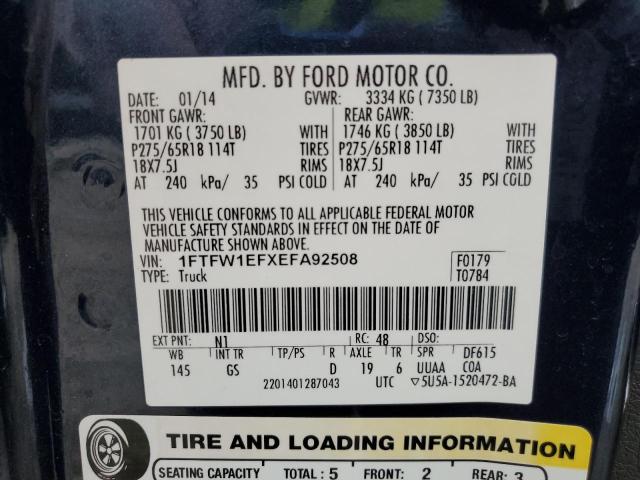 MFD. BY FORD MOTOR CO.
DATE: 01/14 GVWR: 3334 KG ( 7350 LB)
FRONT GAWR: REAR GAWR:
1701 KG ( 3750 LB) WITH 1746 KG ( 3850 LB) WITH
P275/65R18 114T TIRES P275/65R18 114T TIRES
18X7.5J RIMS 18X7.5J RIMS
AT 240 kPa/ 35 PSI COLD AT 240 kPa/ 35 PSI COLD
THIS VEHICLE CONFORMS TO ALL APPLICABLE FEDERAL MOTOR
VEHICLE SAFETY STANDARDS IN EFFECT ON THE DATE OF
MANUFACTURE SHOWN ABOVE.
VIN: 1FTFW1EFXEFA92508 F0179
TYPE: Truck T0784
EXT PNT: N1 RC: 48 DSO:
WB INT TR TP/PS R AXLE TR SPR DF615
145 GS D 19 6 UUAA COA
2201401287043 UTC ▽5U5A-1520472-BA
TIRE AND LOADING INFORMATION
SEATING CAPACITY TOTAL: 5 FRONT: 2 REAR: 3